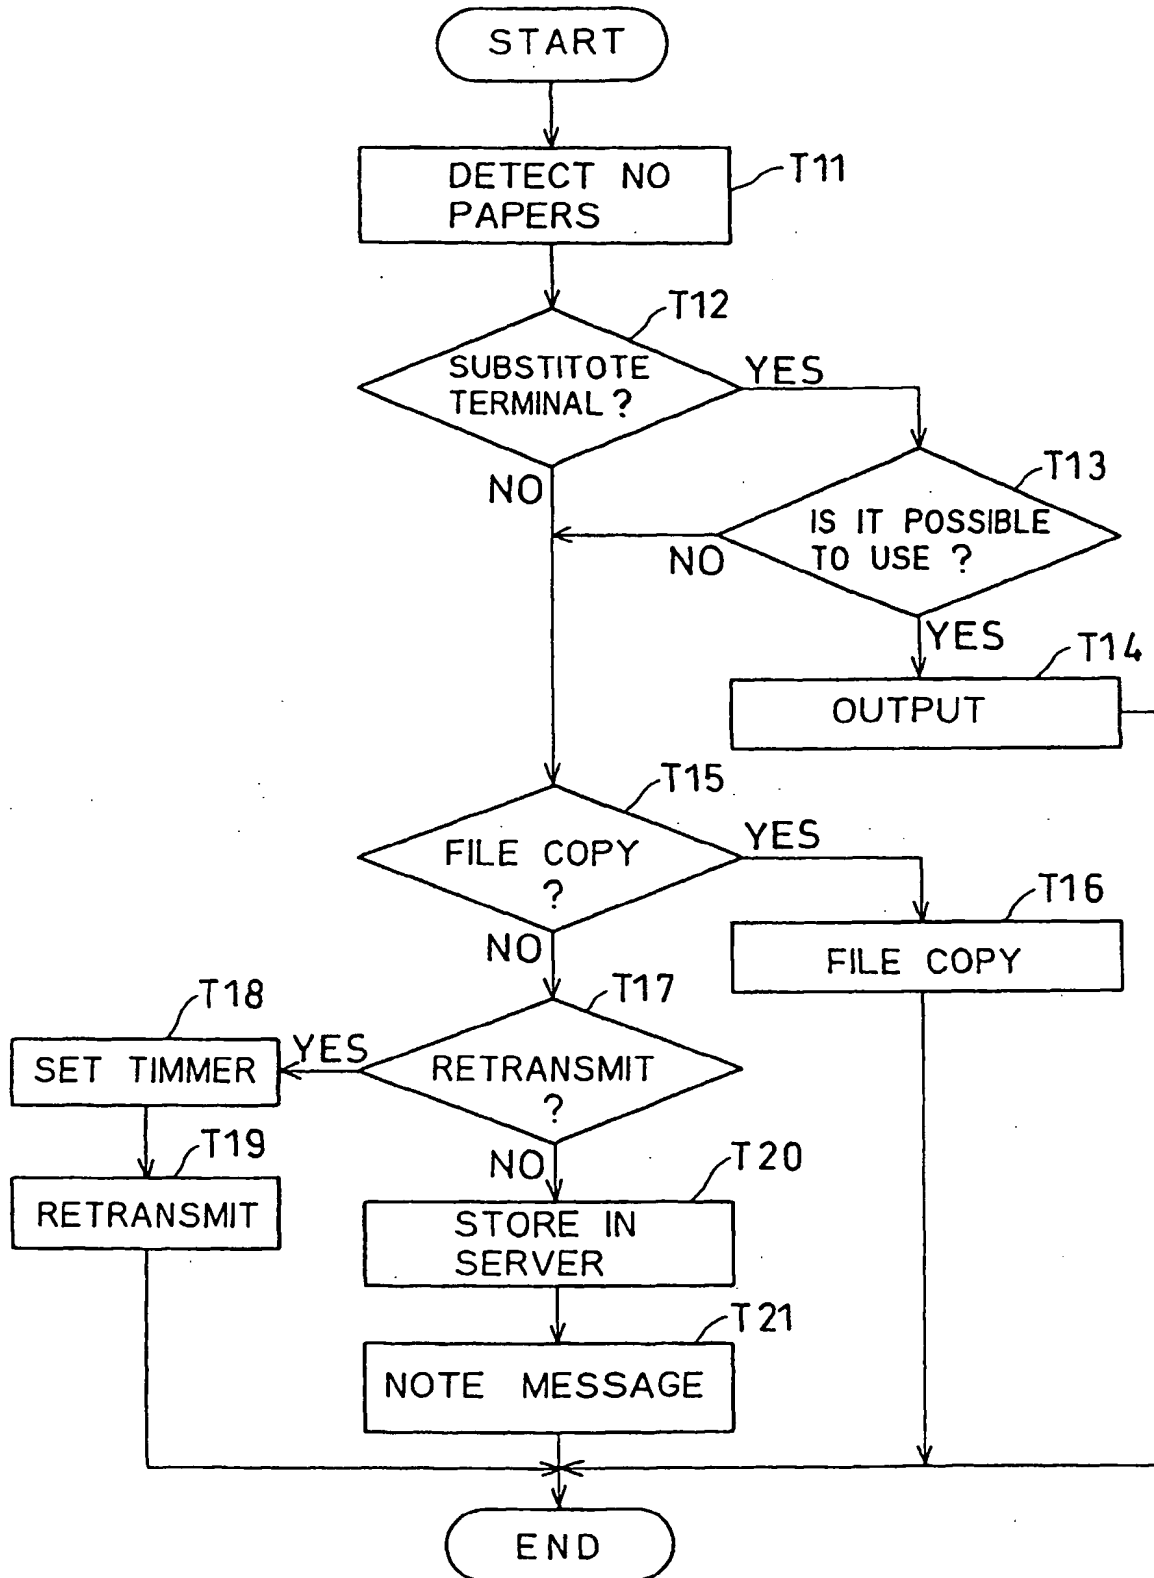 START
DETECT NO
PAPERS
T11
T12
SUBSTITOTE
TERMINAL?
YES
NO
T13
IS IT POSSIBLE
TO USE ?
NO
YES
T14
OUTPUT
T15
FILE COPY
?
YES
NO
T16
FILE COPY
T17
RETRANSMIT
?
YES
NO
T18
SET TIMMER
T19
RETRANSMIT
T20
STORE IN
SERVER
T21
NOTE MESSAGE
END